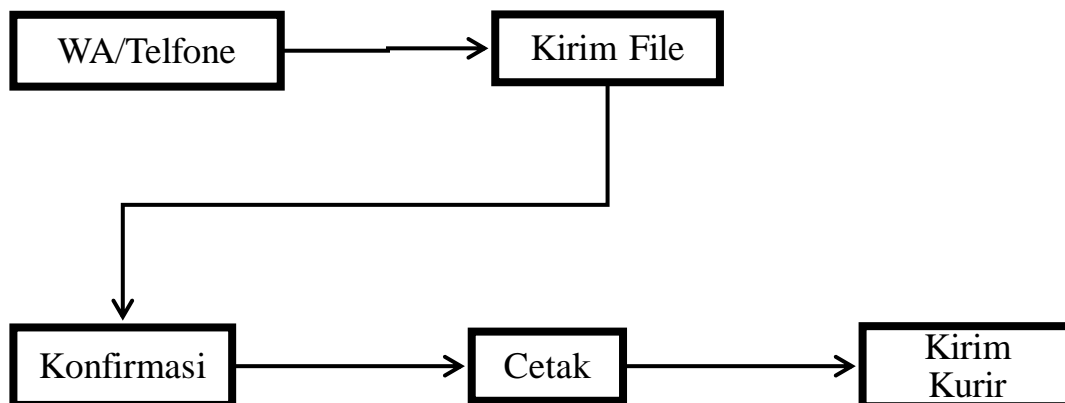 WA/Telfone
Kirim File
Konfirmasi
Cetak
Kirim
Kurir